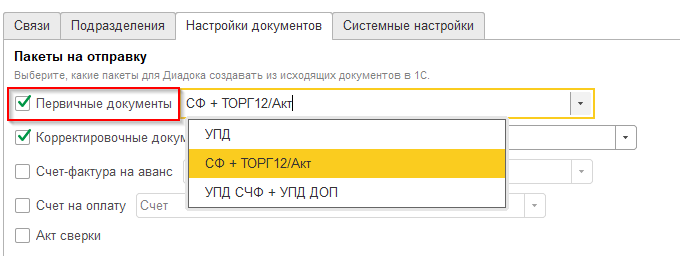 Связи Подразделения Настройки документов Системные настройки
Пакеты на отправку
Выберите, какие пакеты для Диадока создавать из исходящих документов в 1С.
Первичные документы СФ + ТОРГ12/Акт
УПД
Корректировочные докум
СФ + ТОРГ12/Акт
Счет-фактура на аванс
УПД СЧФ + УПД ДОП
Счет на оплату Счет
Акт сверки